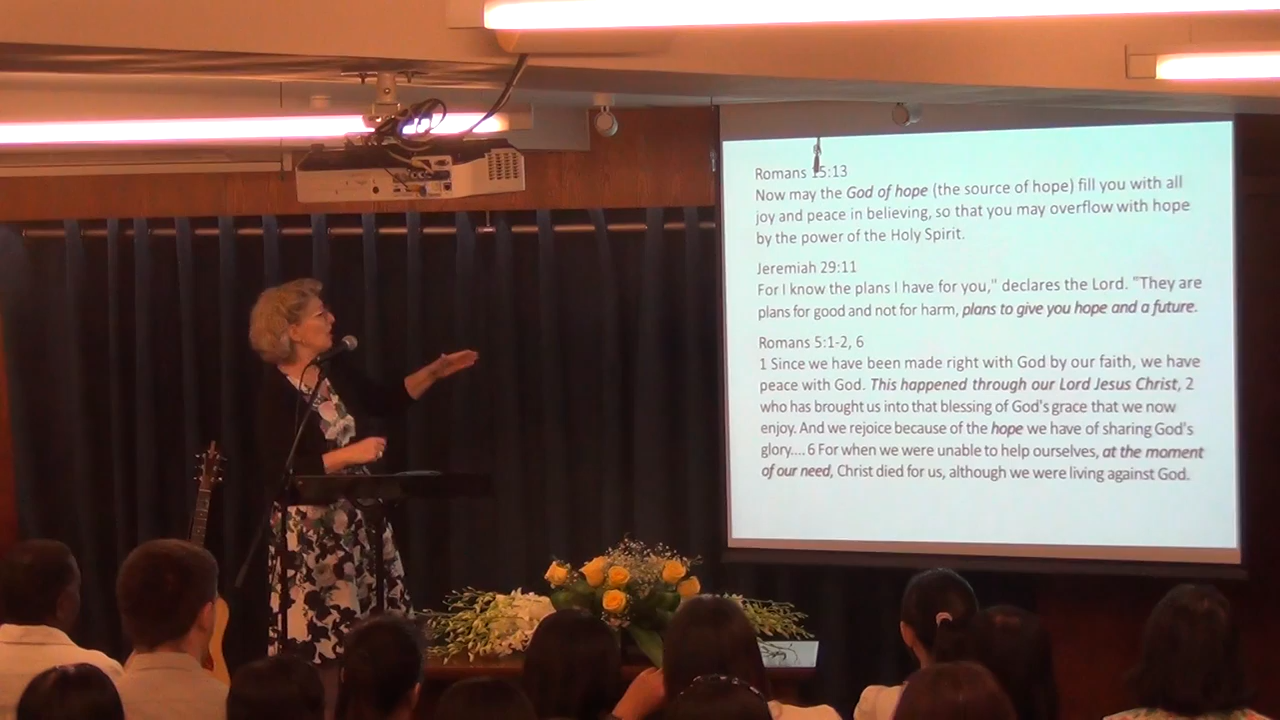 Romans 15:13
Now may the God of hope (the source of hope) fill you with all
joy and peace in believing, so that you may overflow with hope
by the power of the Holy Spirit.
Jeremiah 29:11
For I know the plans I have for you," declares the Lord. "They are
plans for good and not for harm, plans to give you hope and a future.
Romans 5:1-2, 6
1 Since we have been made right with God by our faith, we have
peace with God. This happened through our Lord Jesus Christ, 2
who has brought us into that blessing of God's grace that we now
enjoy. And we rejoice because of the hope we have of sharing God's
glory.... 6 For when we were unable to help ourselves, at the moment
of our need, Christ died for us, although we were living against God.